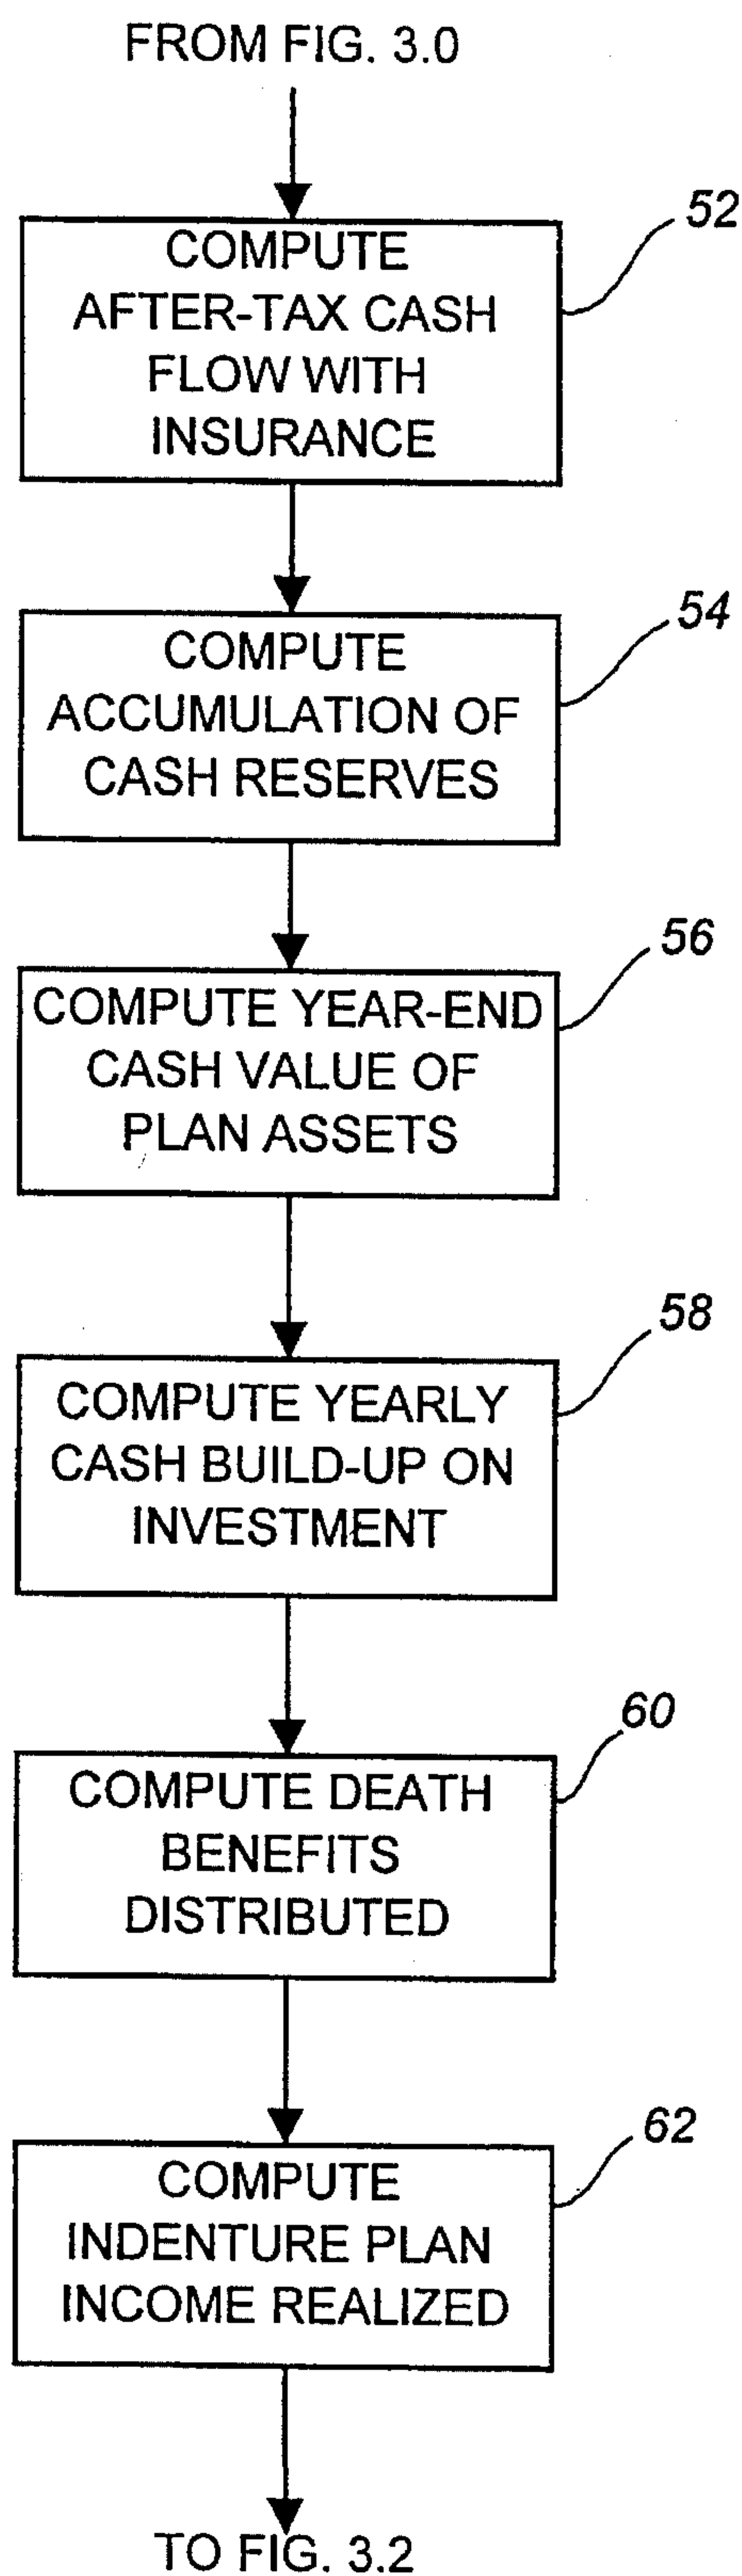 FROM FIG. 3.0
52
COMPUTE
AFTER-TAX CASH
FLOW WITH
INSURANCE
54
COMPUTE
ACCUMULATION OF
CASH RESERVES
56
COMPUTE YEAR-END
CASH VALUE OF
PLAN ASSETS
58
COMPUTE YEARLY
CASH BUILD-UP ON
INVESTMENT
60
COMPUTE DEATH
BENEFITS
DISTRIBUTED
62
COMPUTE
INDENTURE PLAN
INCOME REALIZED
TO FIG. 3.2